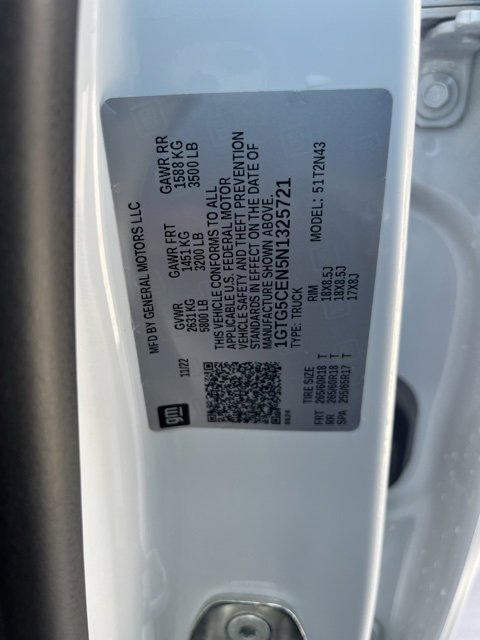 gm
MFD BY GENERAL MOTORS LLC
11/22
GVWR GAWR FRT GAWR RR
2631 KG 1451 KG 1588 KG
5800 LB 3200 LB 3500 LB
THIS VEHICLE CONFORMS TO ALL
APPLICABLE U.S. FEDERAL MOTOR
VEHICLE SAFETY AND THEFT PREVENTION
STANDARDS IN EFFECT ON THE DATE OF
MANUFACTURE SHOWN ABOVE.
1GTG5CEN5N1325721
TYPE: TRUCK MODEL: 51T2N43
TIRE SIZE RIM
FRT 265/60R18 T 18X8.5J
RR 265/60R18 T 18X8.5J
SPA 255/65R17 T 17X8J